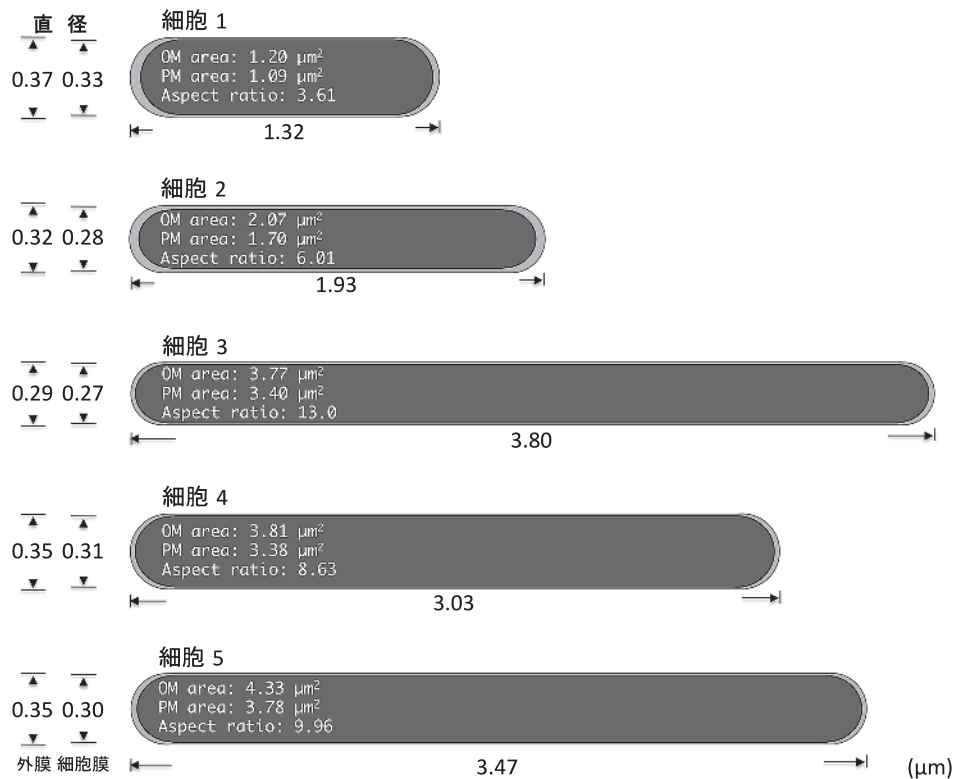 直 径
細胞 1
0.37 0.33
OM area: 1.20 µm²
PM area: 1.09 µm²
Aspect ratio: 3.61
1.32
細胞 2
0.32 0.28
OM area: 2.07 µm²
PM area: 1.70 µm²
Aspect ratio: 6.01
1.93
細胞 3
0.29 0.27
OM area: 3.77 µm²
PM area: 3.40 µm²
Aspect ratio: 13.0
3.80
細胞 4
0.35 0.31
OM area: 3.81 µm²
PM area: 3.38 µm²
Aspect ratio: 8.63
3.03
細胞 5
0.35 0.30
OM area: 4.33 µm²
PM area: 3.78 µm²
Aspect ratio: 9.96
外膜 細胞膜
3.47
(µm)